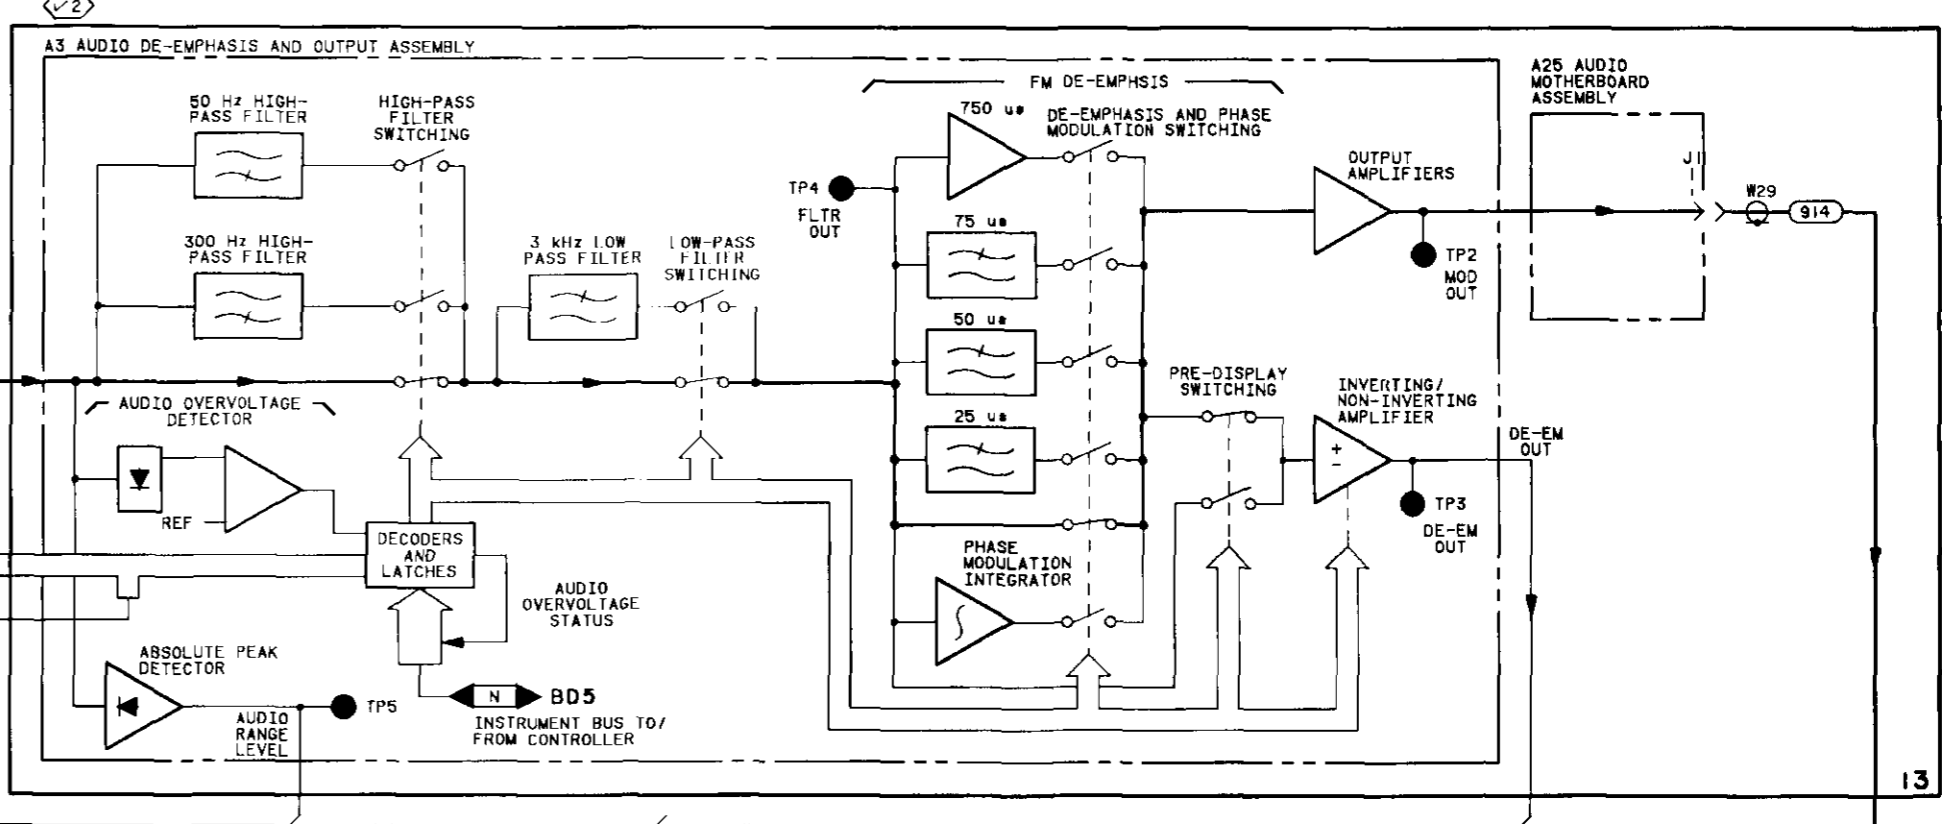 ✓2
A3 AUDIO DE-EMPHASIS AND OUTPUT ASSEMBLY
50 Hz HIGH-
PASS FILTER
HIGH-PASS
FILTER
SWITCHING
300 Hz HIGH-
PASS FILTER
3 kHz LOW
PASS FILTER
LOW-PASS
FILTER
SWITCHING
TP4
FLTR
OUT
FM DE-EMPHSIS
750 us
DE-EMPHASIS AND PHASE
MODULATION SWITCHING
75 us
50 us
25 us
PHASE
MODULATION
INTEGRATOR
OUTPUT
AMPLIFIERS
TP2
MOD
OUT
A25 AUDIO
MOTHERBOARD
ASSEMBLY
J1
W29
914
PRE-DISPLAY
SWITCHING
INVERTING/
NON-INVERTING
AMPLIFIER
+
-
DE-EM
OUT
TP3
DE-EM
OUT
AUDIO OVERVOLTAGE
DETECTOR
REF
DECODERS
AND
LATCHES
AUDIO
OVERVOLTAGE
STATUS
ABSOLUTE PEAK
DETECTOR
TP5
AUDIO
RANGE
LEVEL
N
BD5
INSTRUMENT BUS TO/
FROM CONTROLLER
13